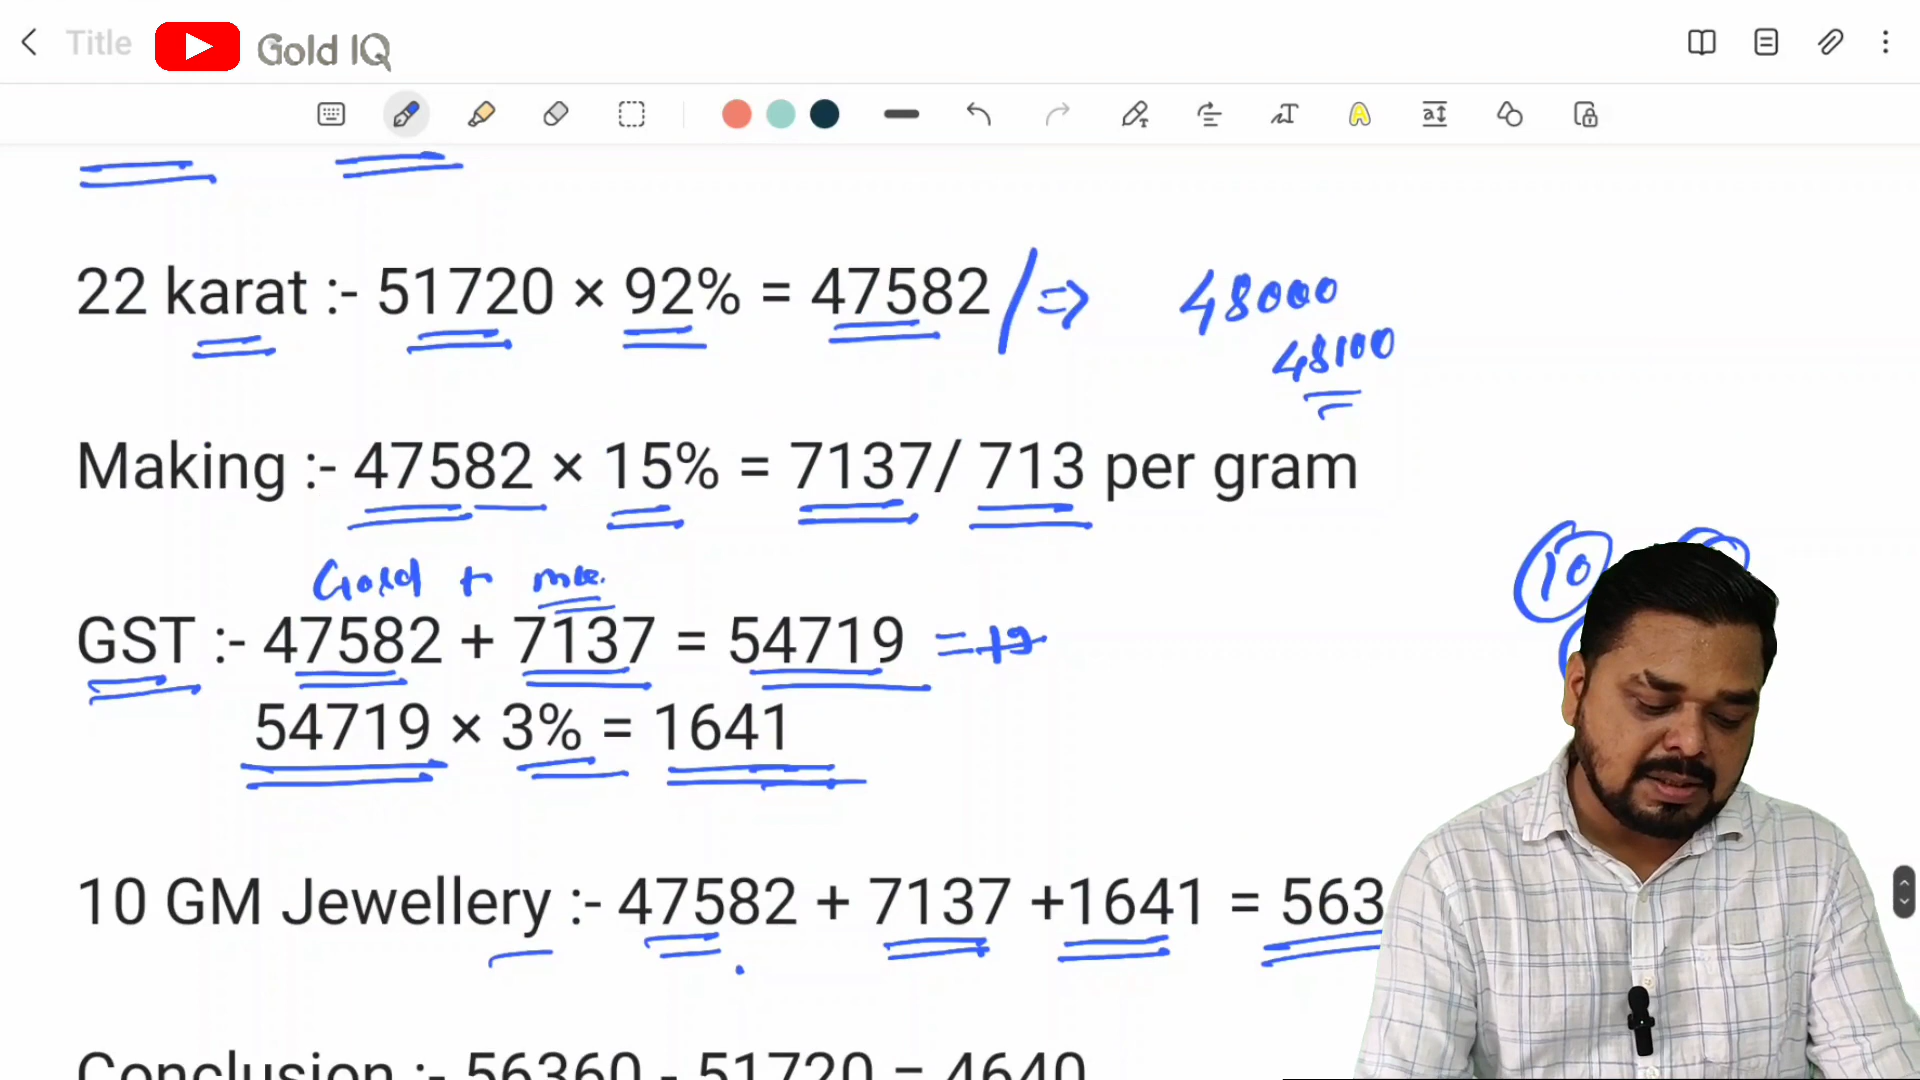 Title Gold IQ
22 karat :- 51720 × 92% = 47582 / => 48000
48100
Making :- 47582 × 15% = 7137/ 713 per gram
Gold +
10
GST :- 47582 + 7137 = 54719 =
54719 × 3% = 1641
10 GM Jewellery :- 47582 + 7137 +1641 = 563
Conclusion :- 56360 - 51720 = 4640